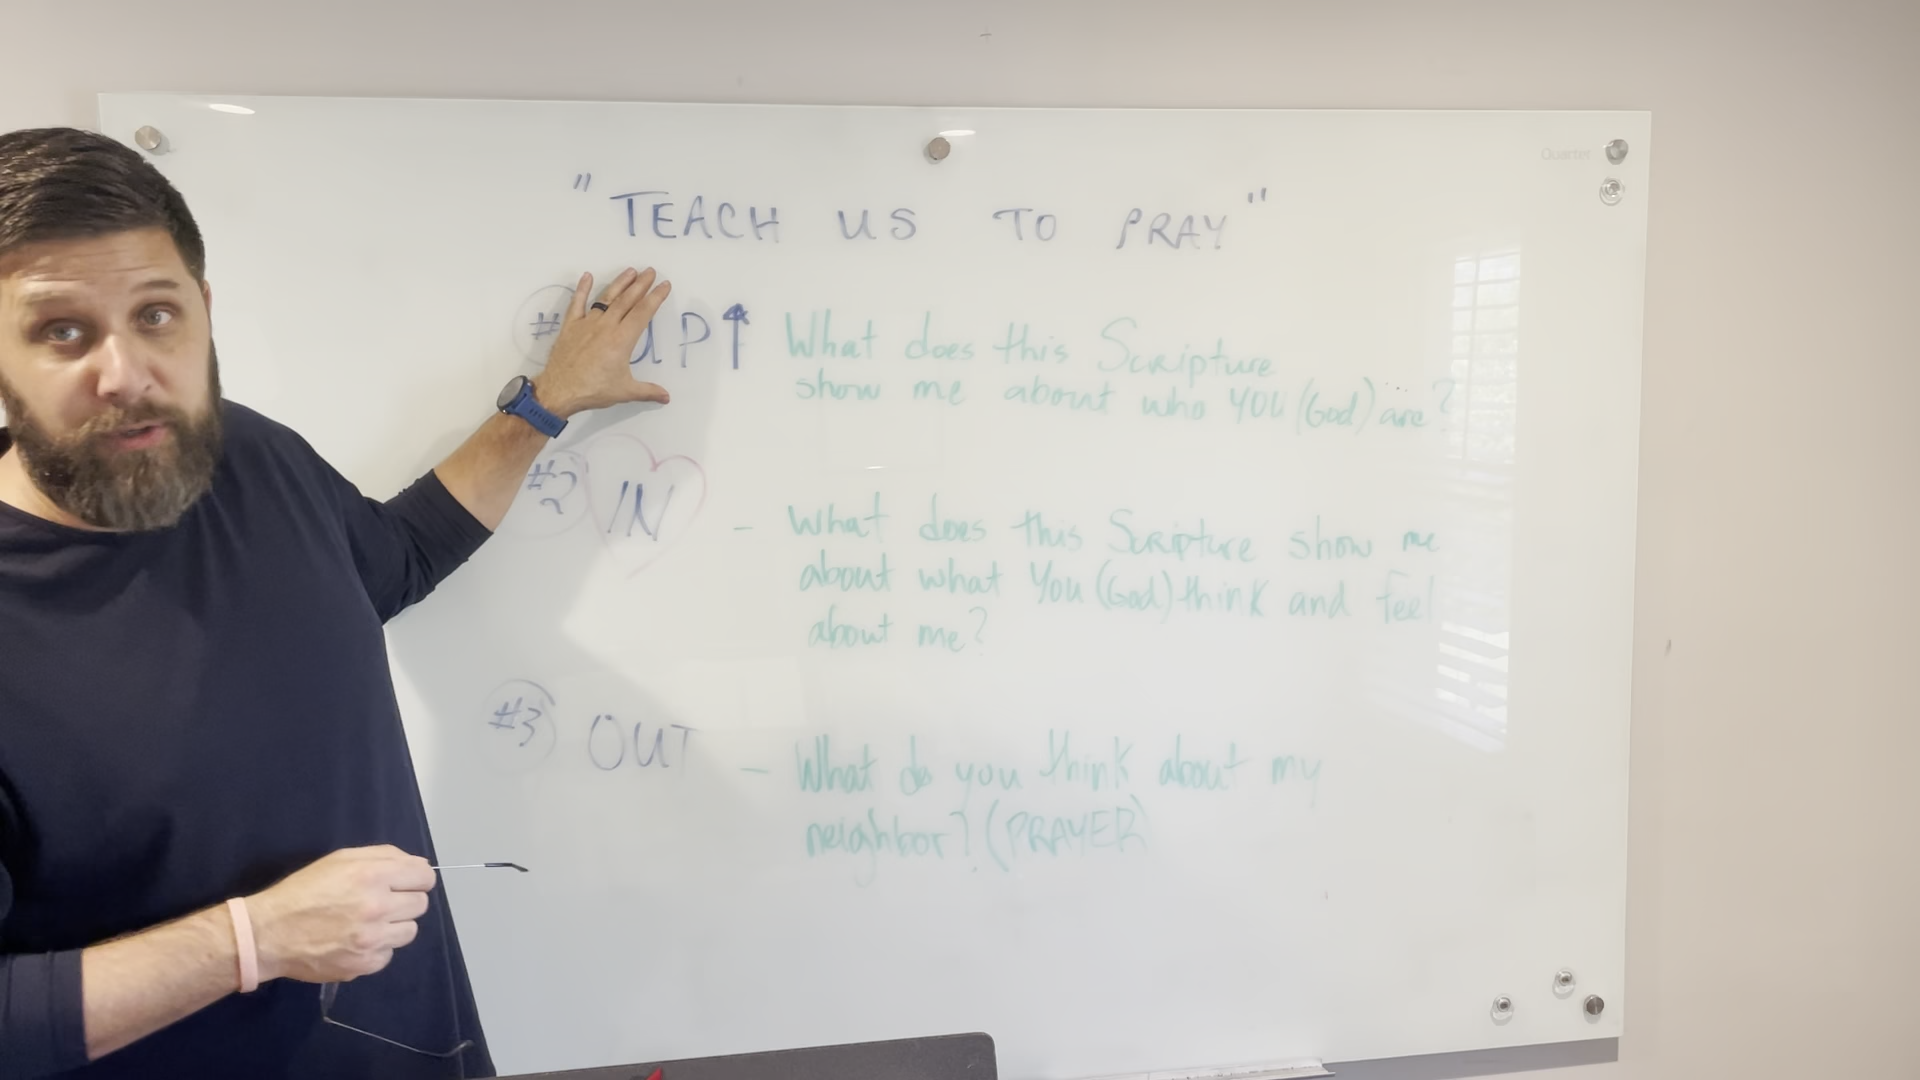 Quartet
" TEACH US TO PRAY "
# UP↑ What does this Scripture
show me about who YOU (God) are?
#2 IN - What does this Scripture show me
about what You (God) think and feel
about me?
#3 OUT - What do you think about my
neighbor? (PRAYER)